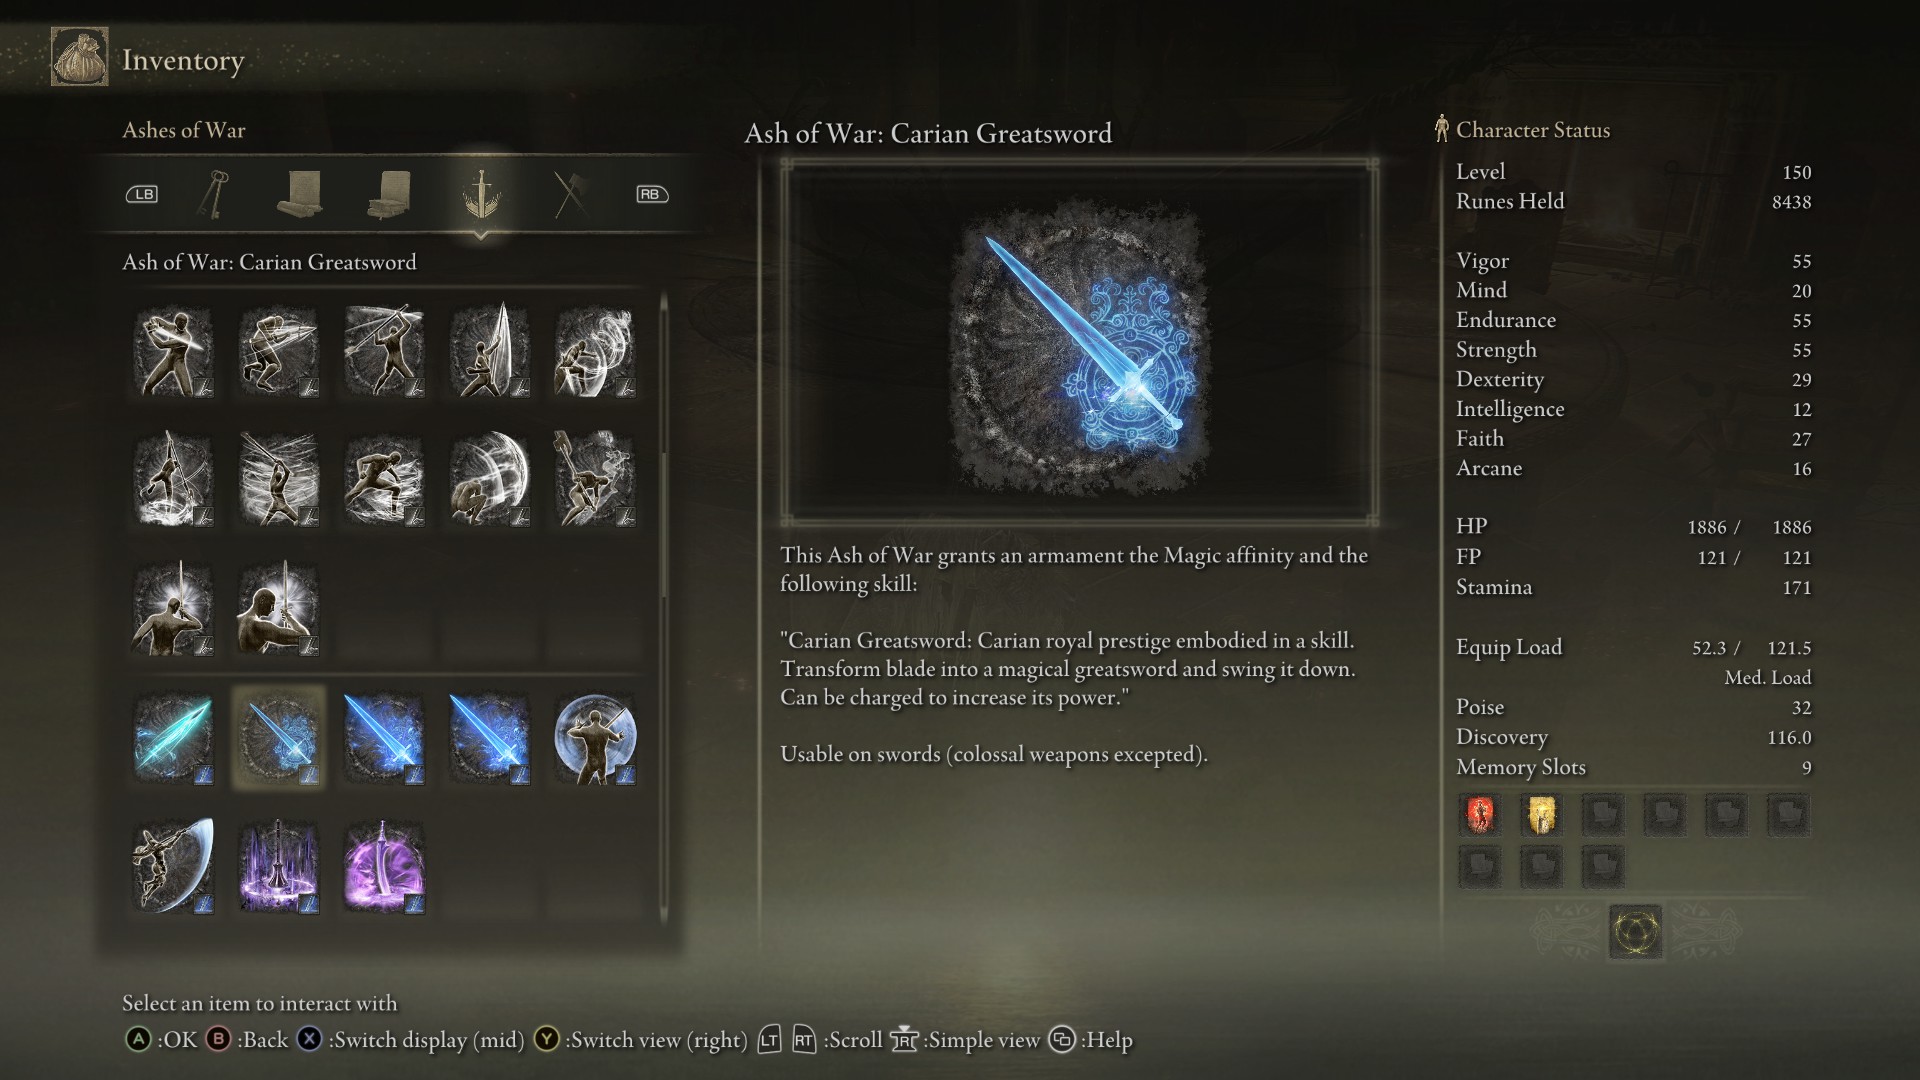 Inventory
Ashes of War
LB
RB
Ash of War: Carian Greatsword
Ash of War: Carian Greatsword
This Ash of War grants an armament the Magic affinity and the
following skill:
"Carian Greatsword: Carian royal prestige embodied in a skill.
Transform blade into a magical greatsword and swing it down.
Can be charged to increase its power."
Usable on swords (colossal weapons excepted).
Character Status
Level 150
Runes Held 8438
Vigor 55
Mind 20
Endurance 55
Strength 55
Dexterity 29
Intelligence 12
Faith 27
Arcane 16
HP 1886 / 1886
FP 121 / 121
Stamina 171
Equip Load 52.3 / 121.5
Med. Load
Poise 32
Discovery 116.0
Memory Slots 9
Select an item to interact with
A :OK B :Back X :Switch display (mid) Y :Switch view (right) LT RT :Scroll R :Simple view :Help